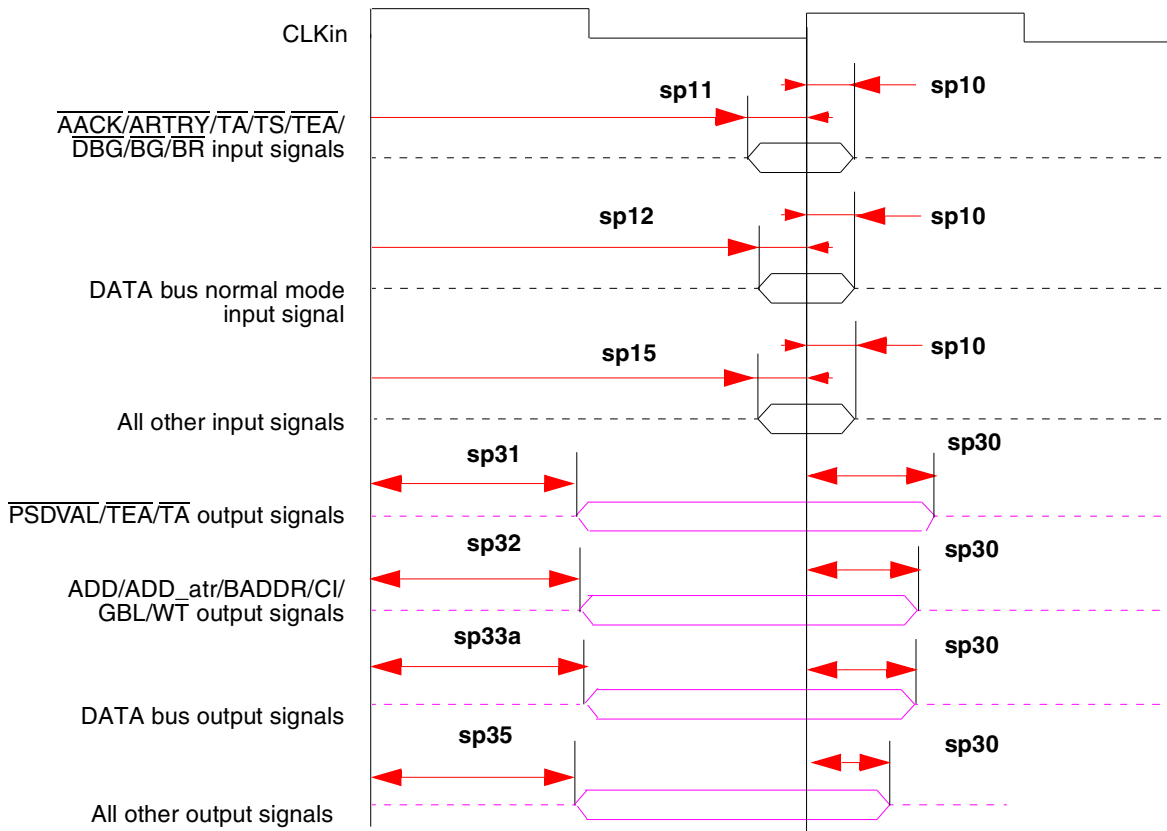 CLKin
sp11
sp10
AACK/ARTRY/TA/TS/TEA/
DBG/BG/BR input signals
sp12
sp10
DATA bus normal mode
input signal
sp15
sp10
All other input signals
sp31
sp30
PSDVAL/TEA/TA output signals
sp32
sp30
ADD/ADD_atr/BADDR/CI/
GBL/WT output signals
sp33a
sp30
DATA bus output signals
sp35
sp30
All other output signals